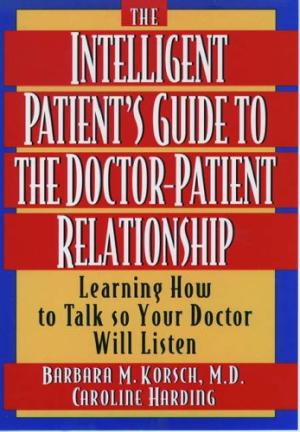 THE
INTELLIGENT
PATIENT'S GUIDE TO
THE DOCTOR-PATIENT
RELATIONSHIP
Learning How
to Talk so Your Doctor
Will Listen
BARBARA M. KORSCH, M.D.
CAROLINE HARDING